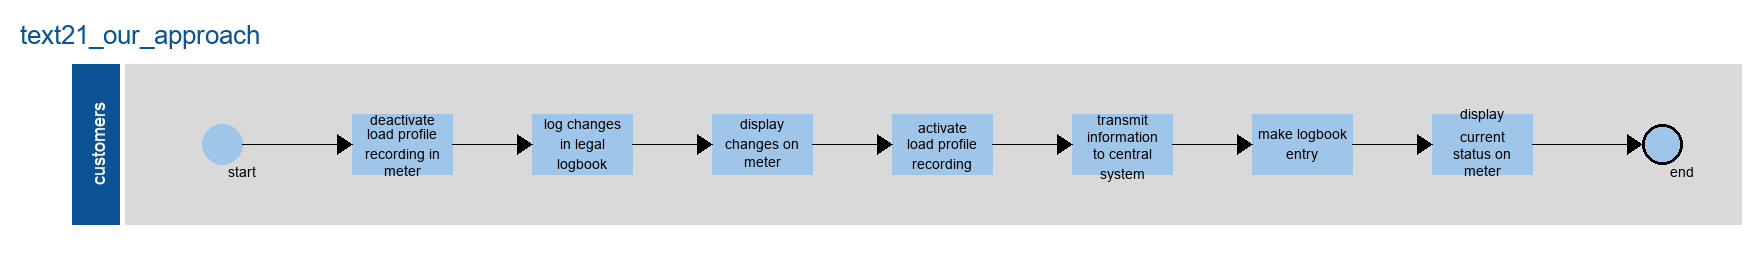 text21_our_approach
customers
start
deactivate
load profile
recording in
meter
log changes
in legal
logbook
display
changes on
meter
activate
load profile
recording
transmit
information
to central
system
make logbook
entry
display
current
status on
meter
end